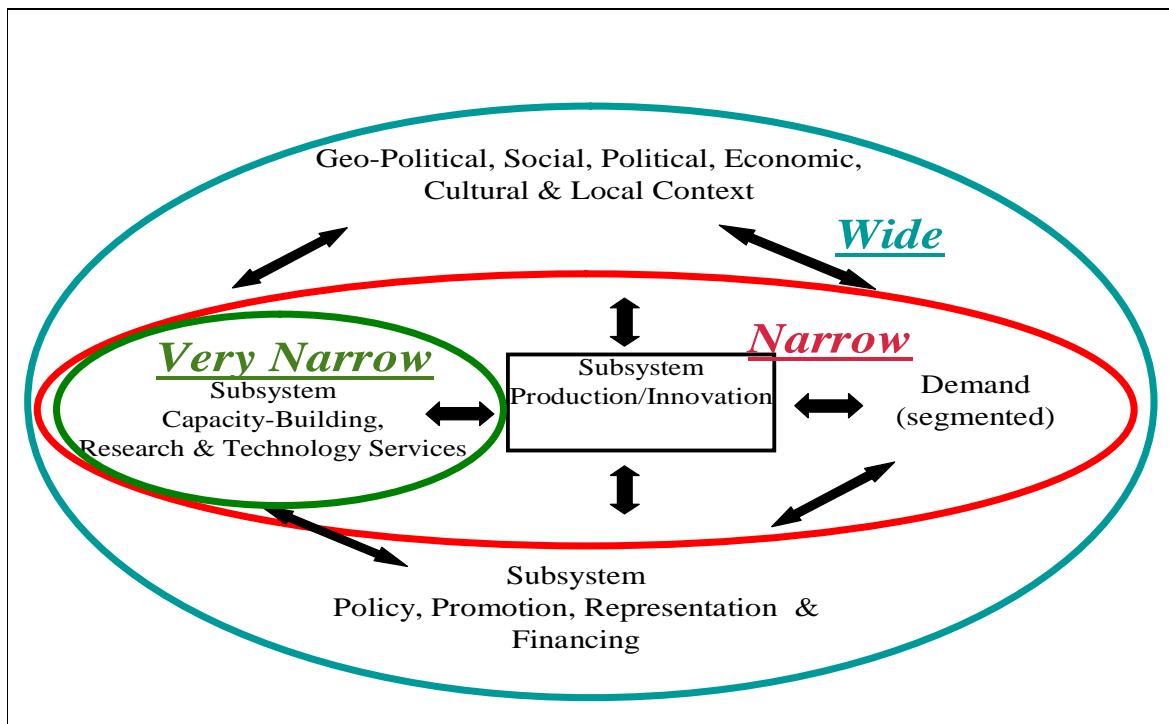 Geo-Political, Social, Political, Economic,
Cultural & Local Context
Wide
Very Narrow
Subsystem
Capacity-Building,
Research & Technology Services
Subsystem
Production/Innovation
Narrow
Demand
(segmented)
Subsystem
Policy, Promotion, Representation &
Financing